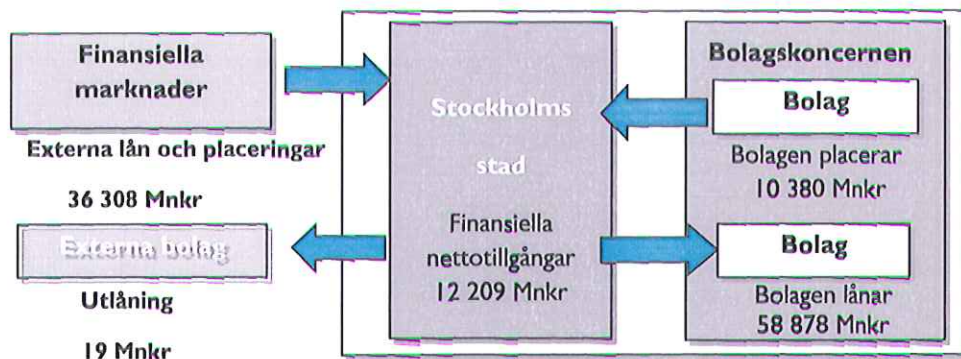 Finansiella
marknader
Externa lån och placeringar
36 308 Mnkr
Externa bolag
Utlåning
19 Mnkr
Stockholms
stad
Finansiella
nettotillgångar
12 209 Mnkr
Bolagskoncernen
Bolag
Bolagen placerar
10 380 Mnkr
Bolag
Bolagen lånar
58 878 Mnkr